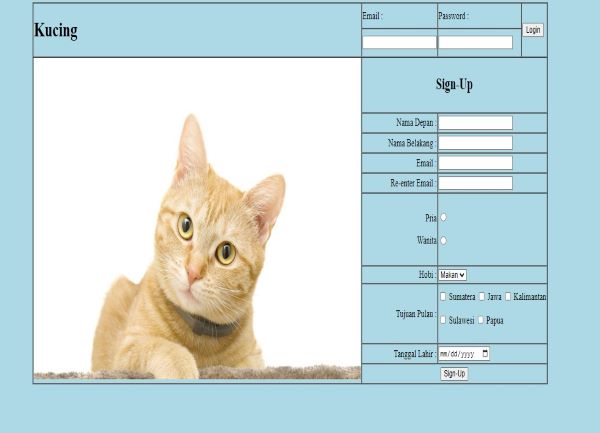 Kucing
Email :
Password :
Login
Sign-Up
Nama Depan :
Nama Belakang :
Email :
Re-enter Email :
Pria
Wanita
Hobi : Makan
Tujuan Pulau : Sumatera Jawa Kalimantan
Sulawesi Papua
Tanggal Lahir : mm/dd/yyyy
Sign-Up